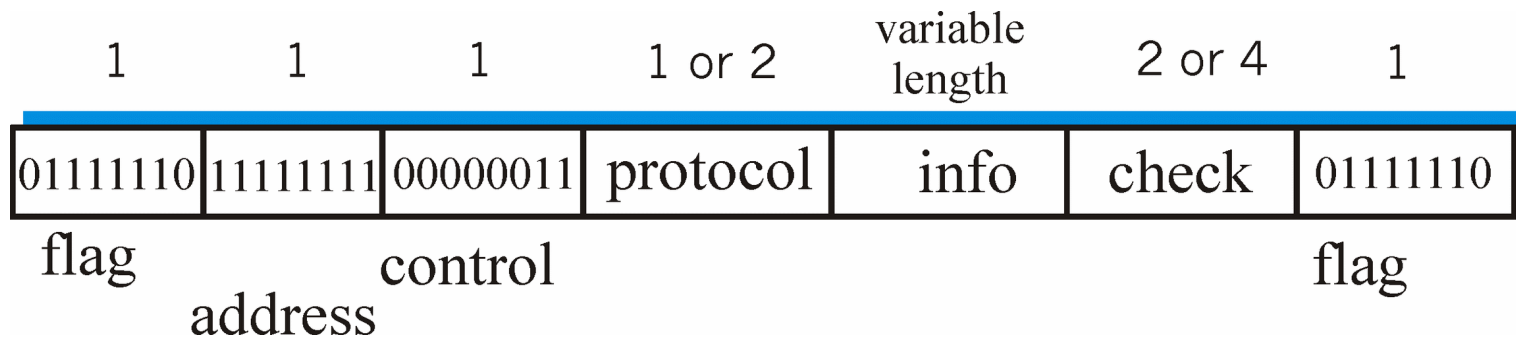 1 1 1 1 or 2 variable length 2 or 4 1
01111110 11111111 00000011 protocol info check 01111110
flag address control flag